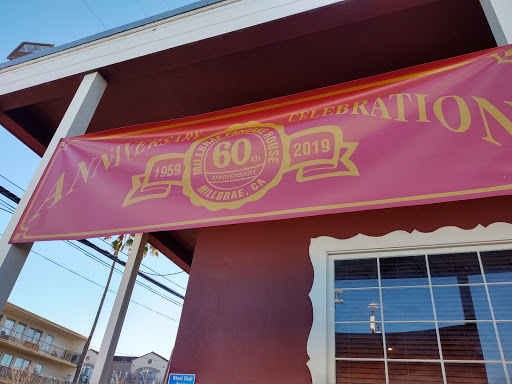 ANNIVERSARY CELEBRATION
MILLBRAE PANCAKE HOUSE
1959 60th 2019
ANNIVERSARY
MILLBRAE, CA